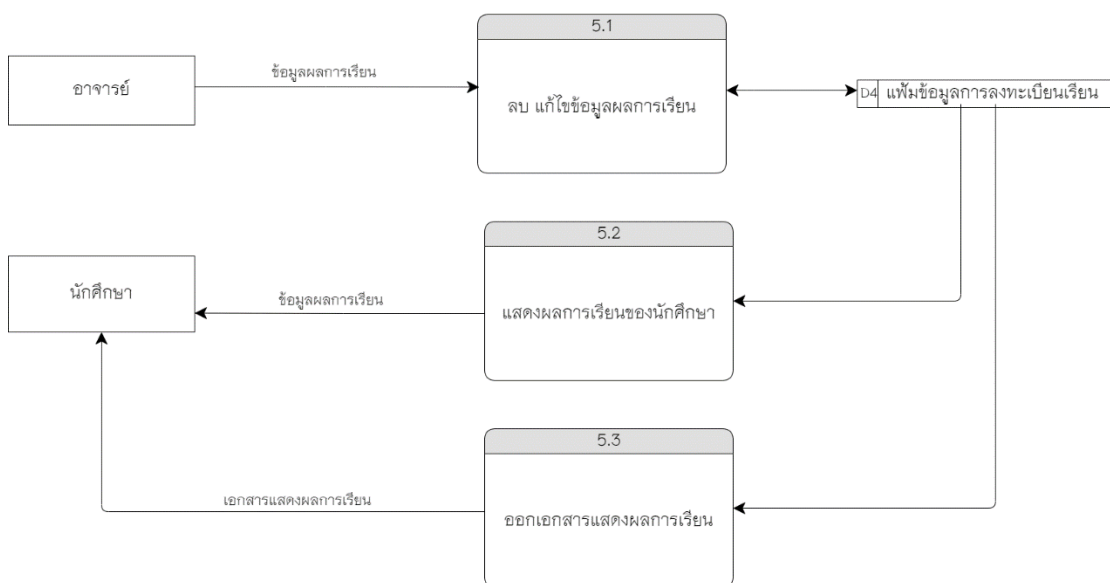 5.1
อาจารย์
ข้อมูลผลการเรียน
ลบ แก้ไขข้อมูลผลการเรียน
D4 แฟ้มข้อมูลการลงทะเบียนเรียน
5.2
นักศึกษา
ข้อมูลผลการเรียน
แสดงผลการเรียนของนักศึกษา
5.3
เอกสารแสดงผลการเรียน
ออกเอกสารแสดงผลการเรียน